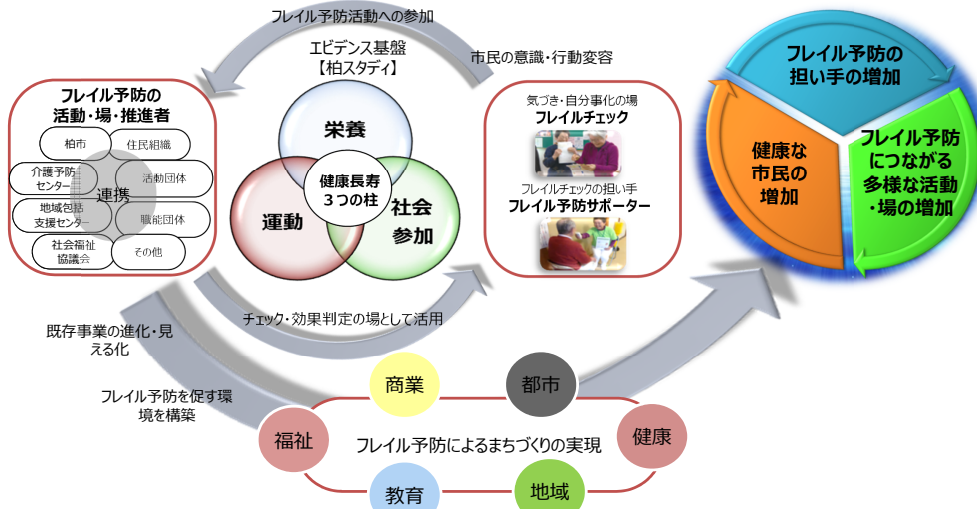 フレイル予防活動への参加
エビデンス基盤
【柏スタディ】
市民の意識・行動変容
フレイル予防の
活動・場・推進者
柏市
住民組織
介護予防
センター
活動団体
連携
地域包括
支援センター
職能団体
社会福祉
協議会
その他
栄養
健康長寿
3つの柱
運動
社会
参加
気づき・自分事化の場
フレイルチェック
フレイルチェックの担い手
フレイル予防サポーター
フレイル予防の
担い手の増加
健康な
市民の
増加
フレイル予防
につながる
多様な活動
・場の増加
チェック・効果判定の場として活用
既存事業の進化・見
える化
フレイル予防を促す環
境を構築
商業
都市
福祉
フレイル予防によるまちづくりの実現
健康
教育
地域